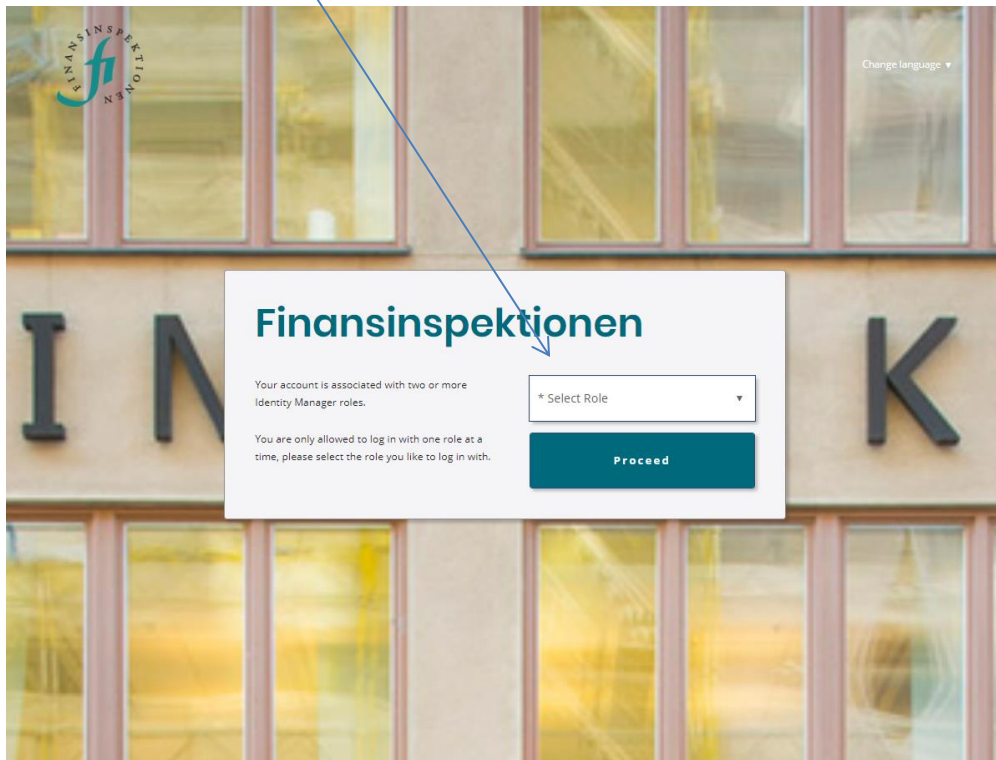 FINANSINSPEKTIONEN
fi
Change language ▼
I N K
Finansinspektionen
Your account is associated with two or more
Identity Manager roles.
You are only allowed to log in with one role at a
time, please select the role you like to log in with.
* Select Role ▼
Proceed